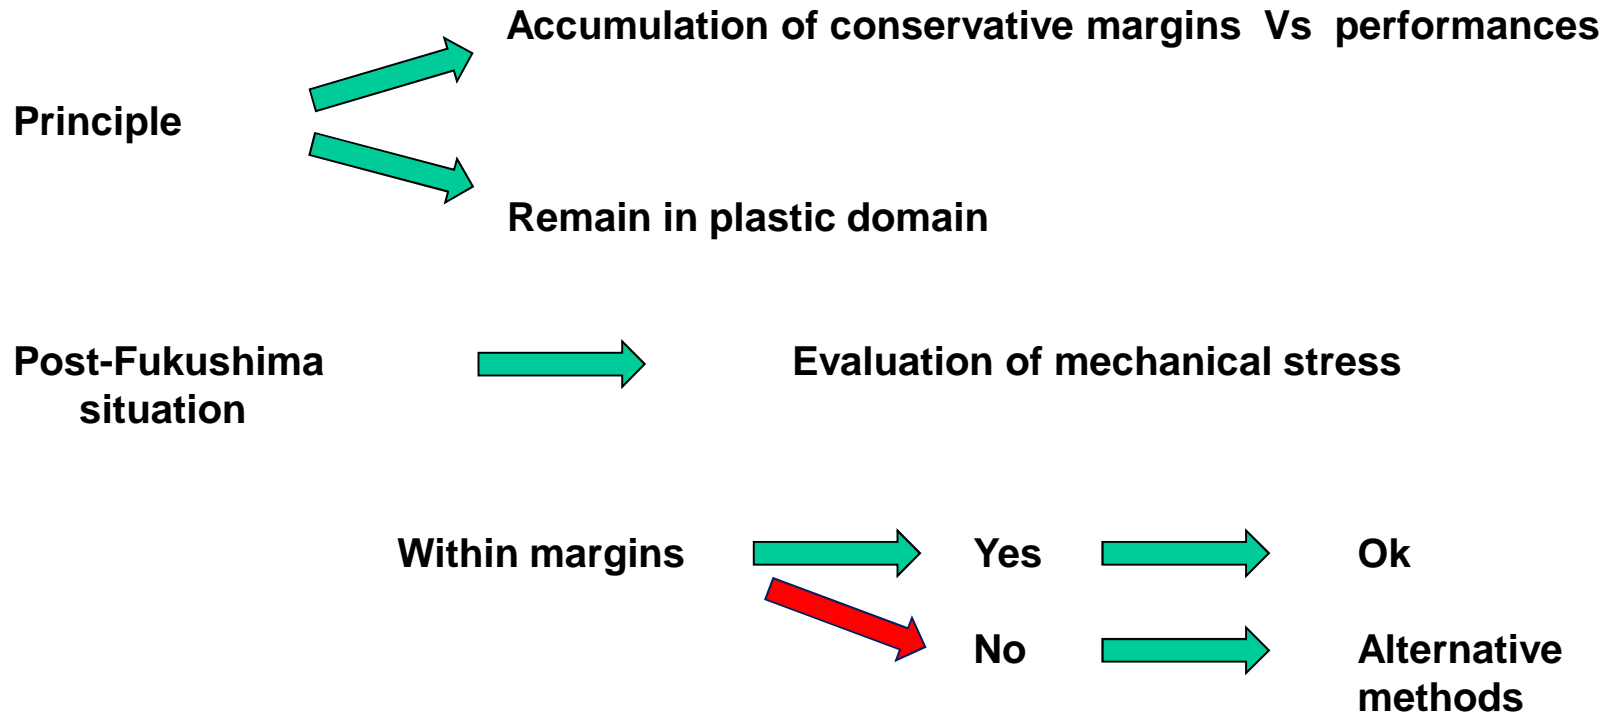 Accumulation of conservative margins Vs performances
Principle
Remain in plastic domain
Post-Fukushima
situation
Evaluation of mechanical stress
Within margins
Yes
Ok
No
Alternative
methods